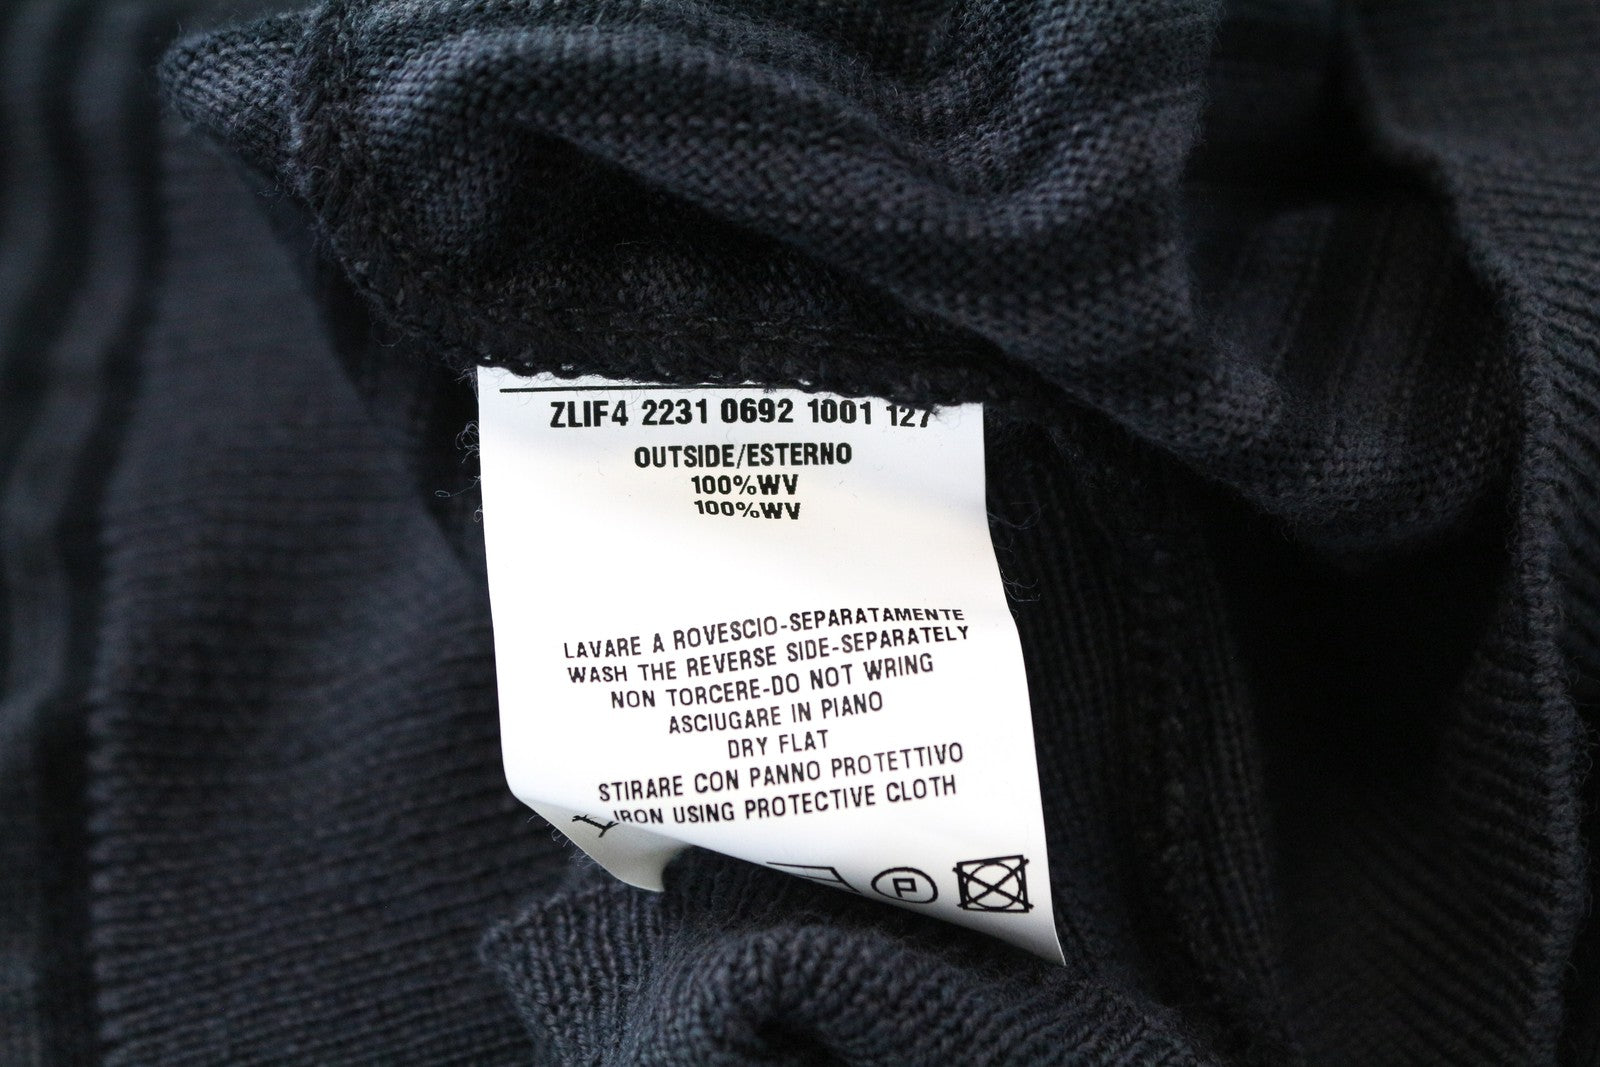 ZLIF4 2231 0692 1001 127
OUTSIDE/ESTERNO
100%WV
100%WV
LAVARE A ROVESCIO-SEPARATAMENTE
WASH THE REVERSE SIDE-SEPARATELY
NON TORCERE-DO NOT WRING
ASCIUGARE IN PIANO
DRY FLAT
STIRARE CON PANNO PROTETTIVO
IRON USING PROTECTIVE CLOTH
P